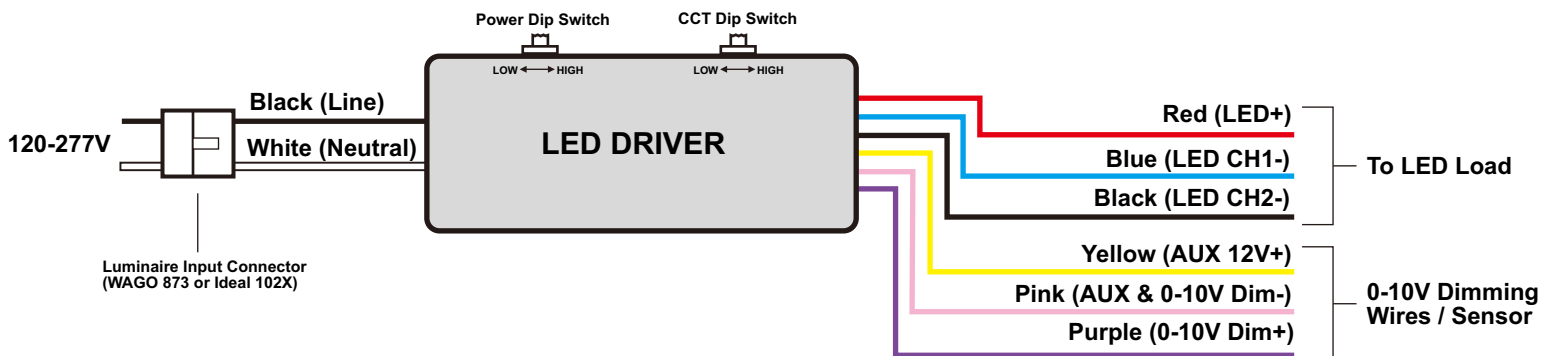 Power Dip Switch
CCT Dip Switch
LOW HIGH
LOW HIGH
Black (Line)
120-277V
White (Neutral)
LED DRIVER
Luminaire Input Connector
(WAGO 873 or Ideal 102X)
Red (LED+)
Blue (LED CH1-)
Black (LED CH2-)
To LED Load
Yellow (AUX 12V+)
Pink (AUX & 0-10V Dim-)
Purple (0-10V Dim+)
0-10V Dimming
Wires / Sensor